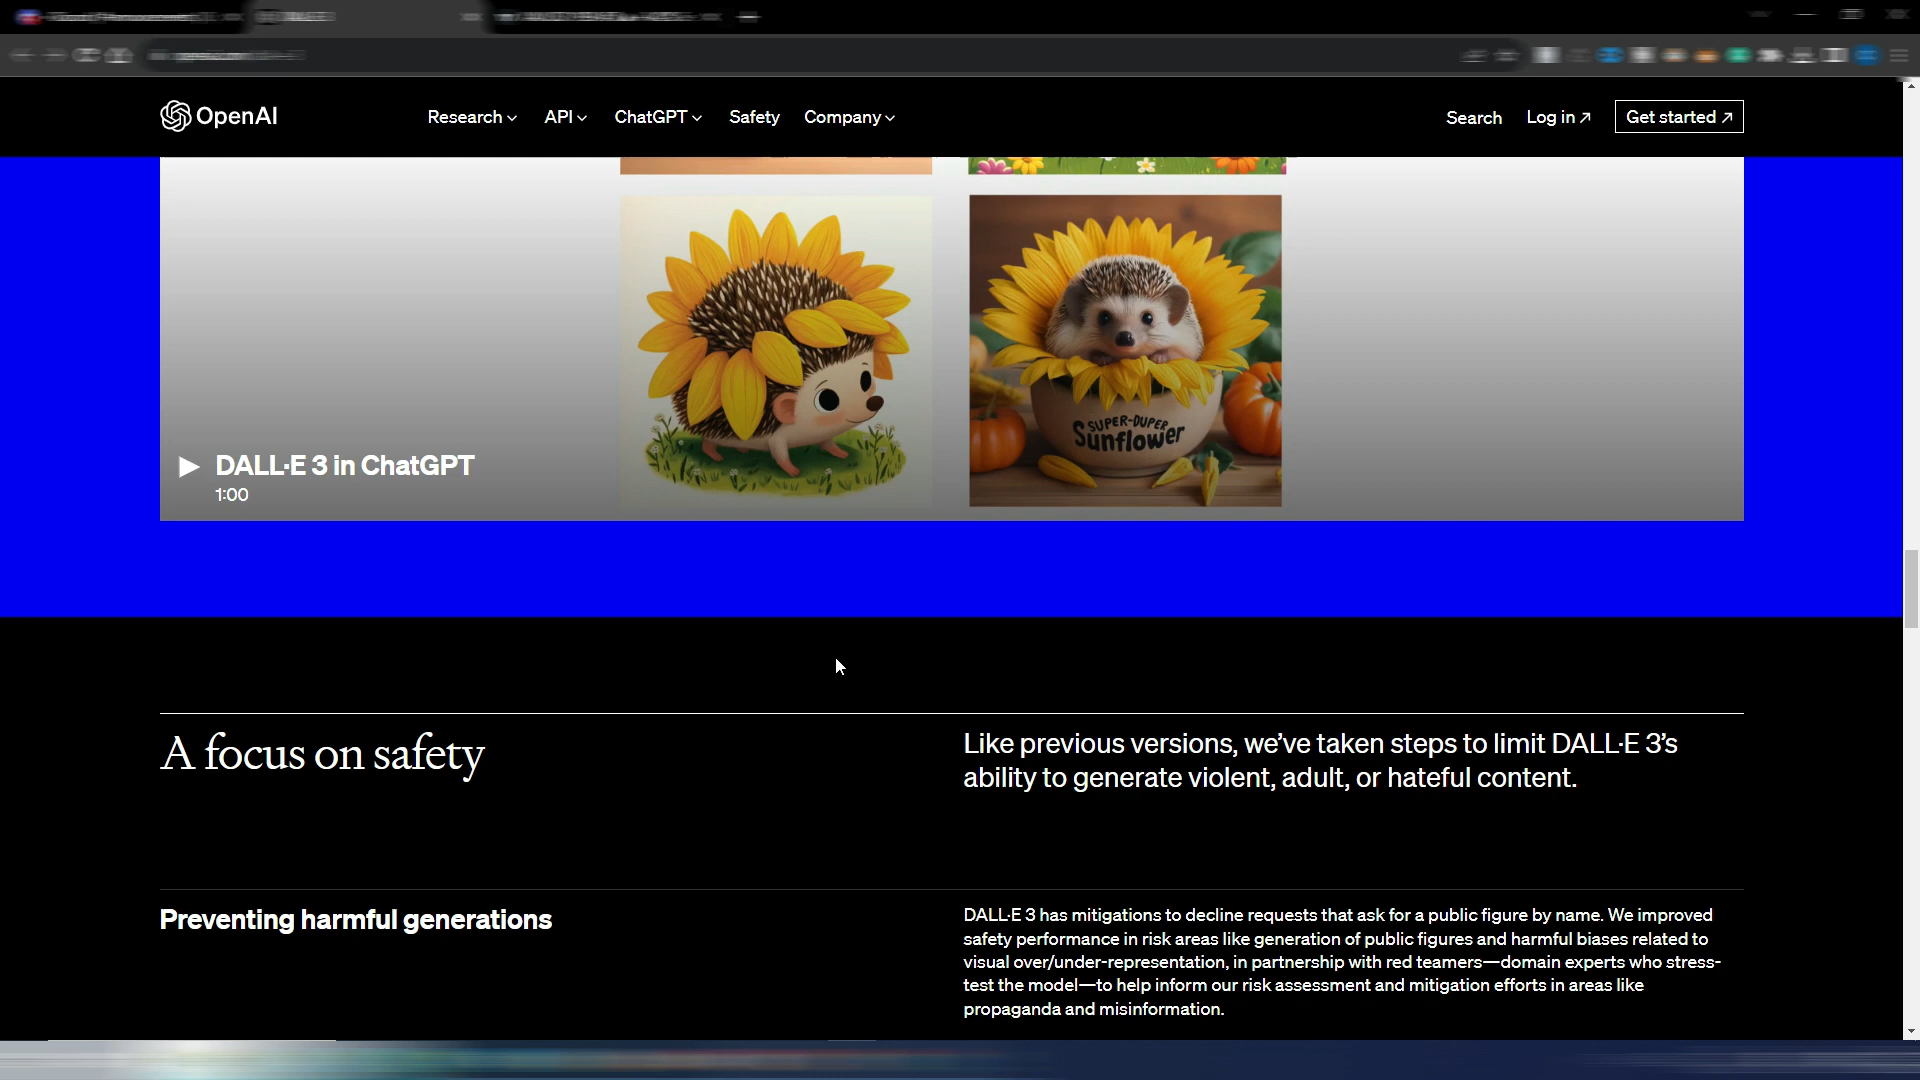 OpenAI
Research API ChatGPT Safety Company
Search Log in Get started
SUPER-DUPER
Sunflower
DALL·E 3 in ChatGPT
1:00
A focus on safety
Like previous versions, we’ve taken steps to limit DALL·E 3’s
ability to generate violent, adult, or hateful content.
Preventing harmful generations
DALL·E 3 has mitigations to decline requests that ask for a public figure by name. We improved
safety performance in risk areas like generation of public figures and harmful biases related to
visual over/under-representation, in partnership with red teamers—domain experts who stress-
test the model—to help inform our risk assessment and mitigation efforts in areas like
propaganda and misinformation.